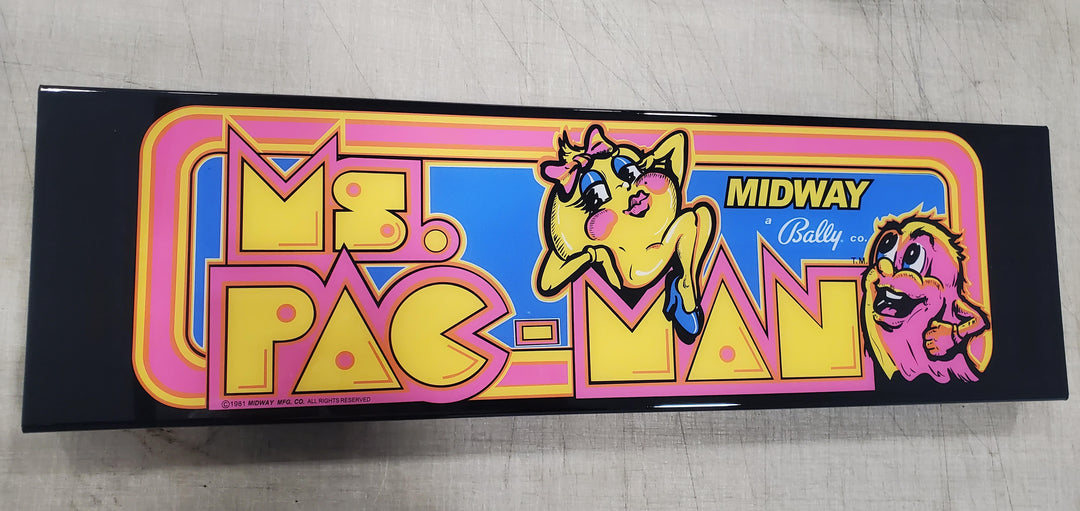 MS.
PAC-MAN
MIDWAY
a Bally® co.
T.M.
©1981 MIDWAY MFG. CO. ALL RIGHTS RESERVED